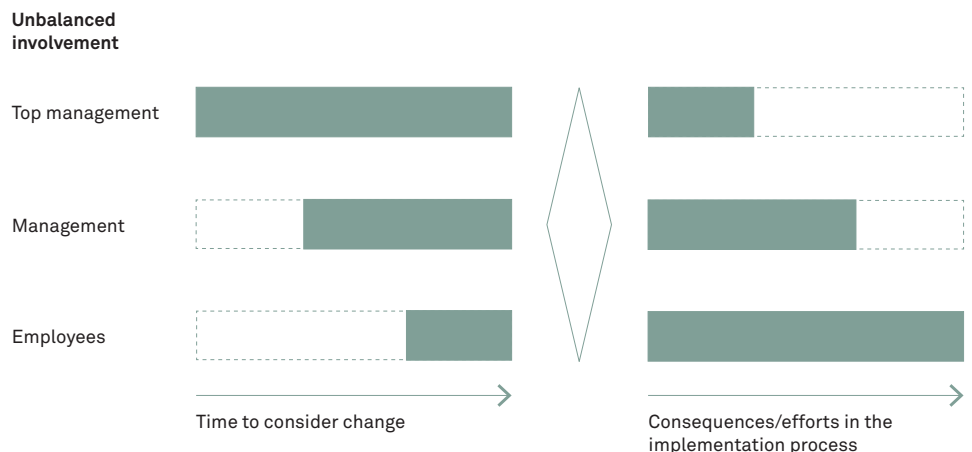 Unbalanced
involvement
Top management
Management
Employees
Time to consider change
Consequences/efforts in the
implementation process